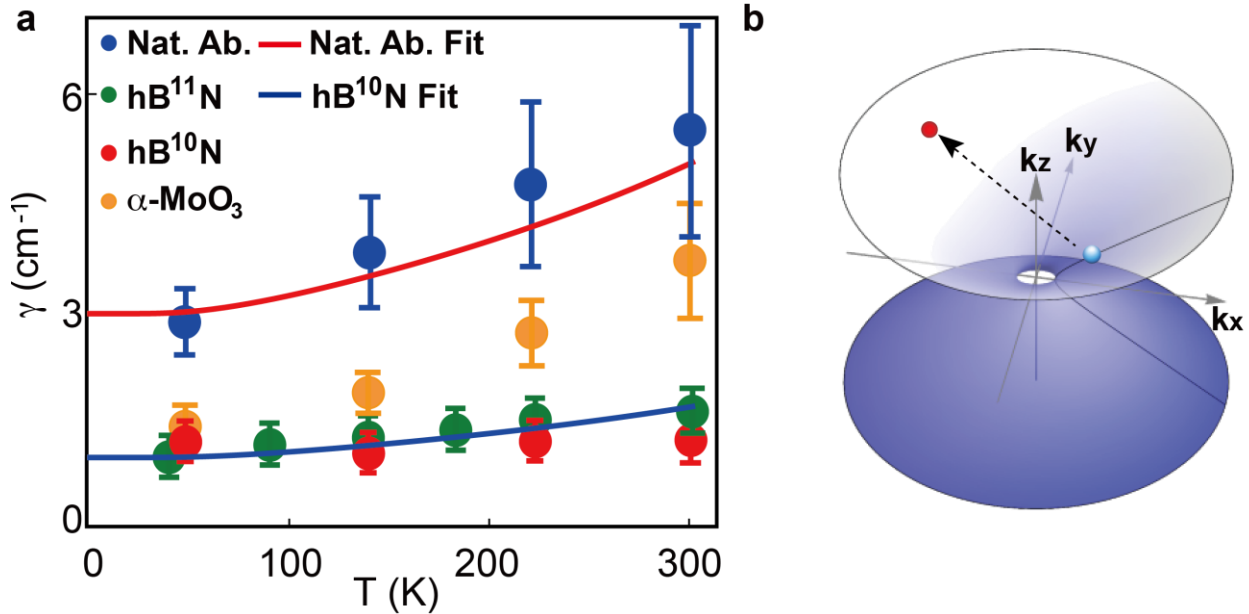 a
Nat. Ab.
Nat. Ab. Fit
hB¹¹N
hB¹⁰N Fit
hB¹⁰N
α-MoO₃
γ (cm⁻¹)
6
3
0
0
100
200
300
T (K)
b
kz
ky
kx